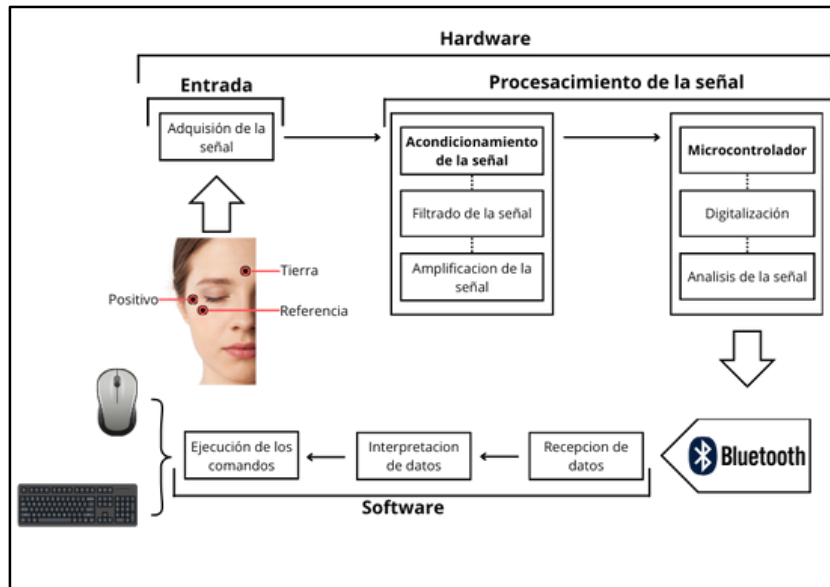 Hardware
Entrada
Procesacimiento de la señal
Adquisión de la
señal
Acondicionamiento
de la señal
Filtrado de la señal
Amplificacion de la
señal
Microcontrolador
Digitalización
Analisis de la señal
Tierra
Positivo
Referencia
Ejecución de los
comandos
Interpretacion
de datos
Recepcion de
datos
Bluetooth
Software